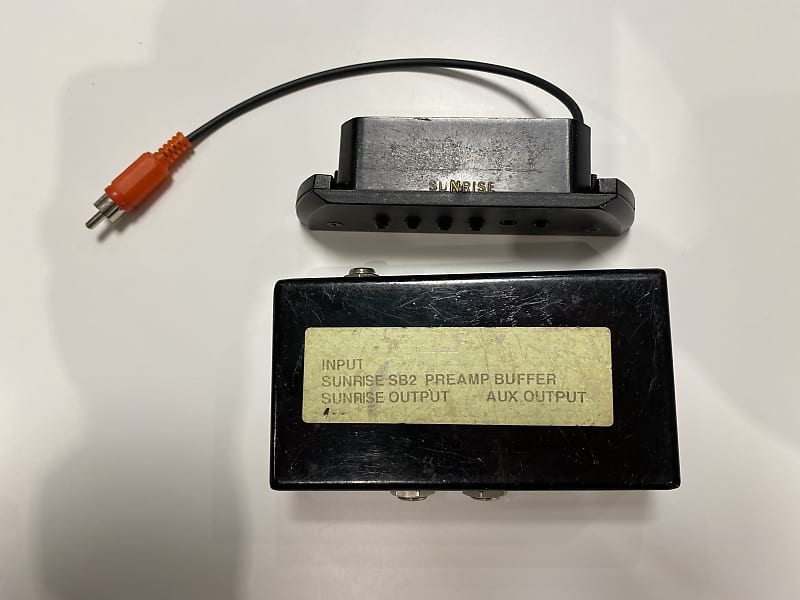 SUNRISE
INPUT
SUNRISE SB2 PREAMP BUFFER
SUNRISE OUTPUT AUX OUTPUT